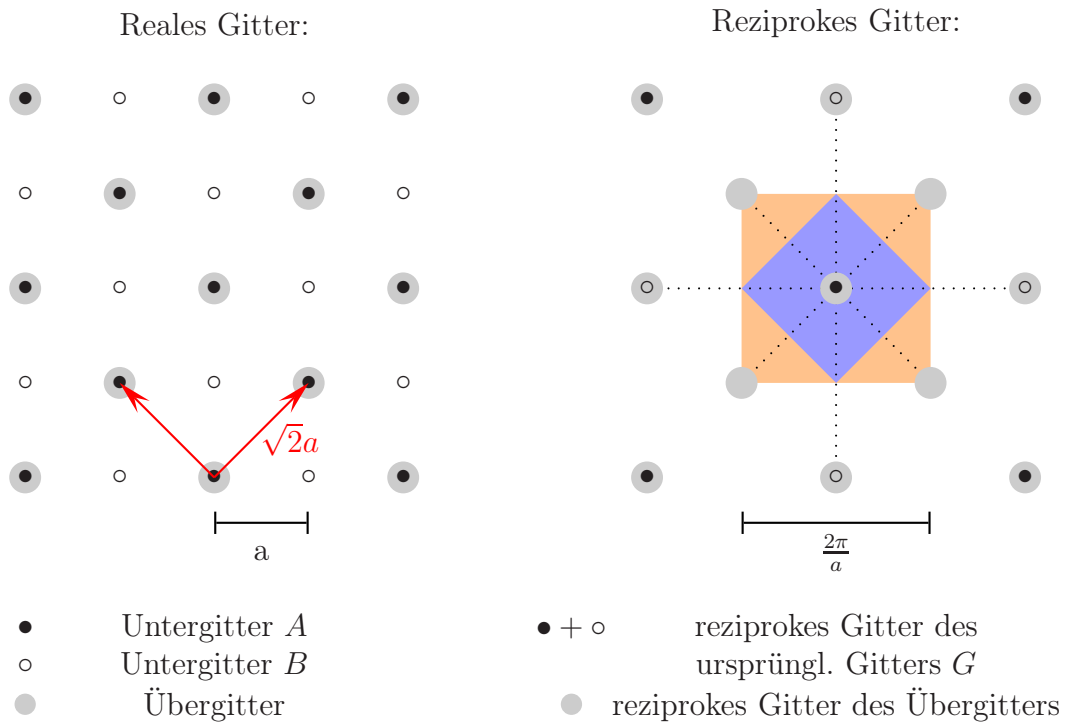 Reales Gitter:
Reziprokes Gitter:
√2a
a
2π/a
Untergitter A
Untergitter B
Übergitter
+ reziprokes Gitter des
ursprüngl. Gitters G
reziprokes Gitter des Übergitters